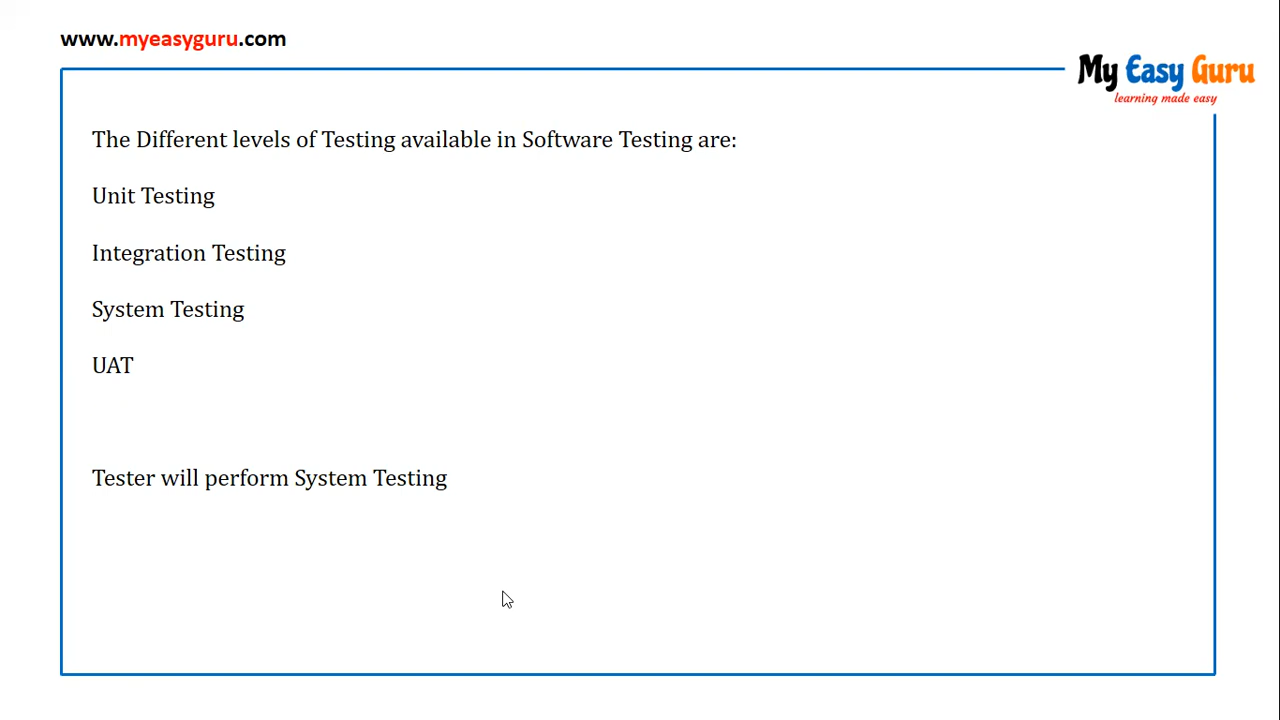 www.myeasyguru.com
My Easy Guru
learning made easy
The Different levels of Testing available in Software Testing are:
Unit Testing
Integration Testing
System Testing
UAT
Tester will perform System Testing